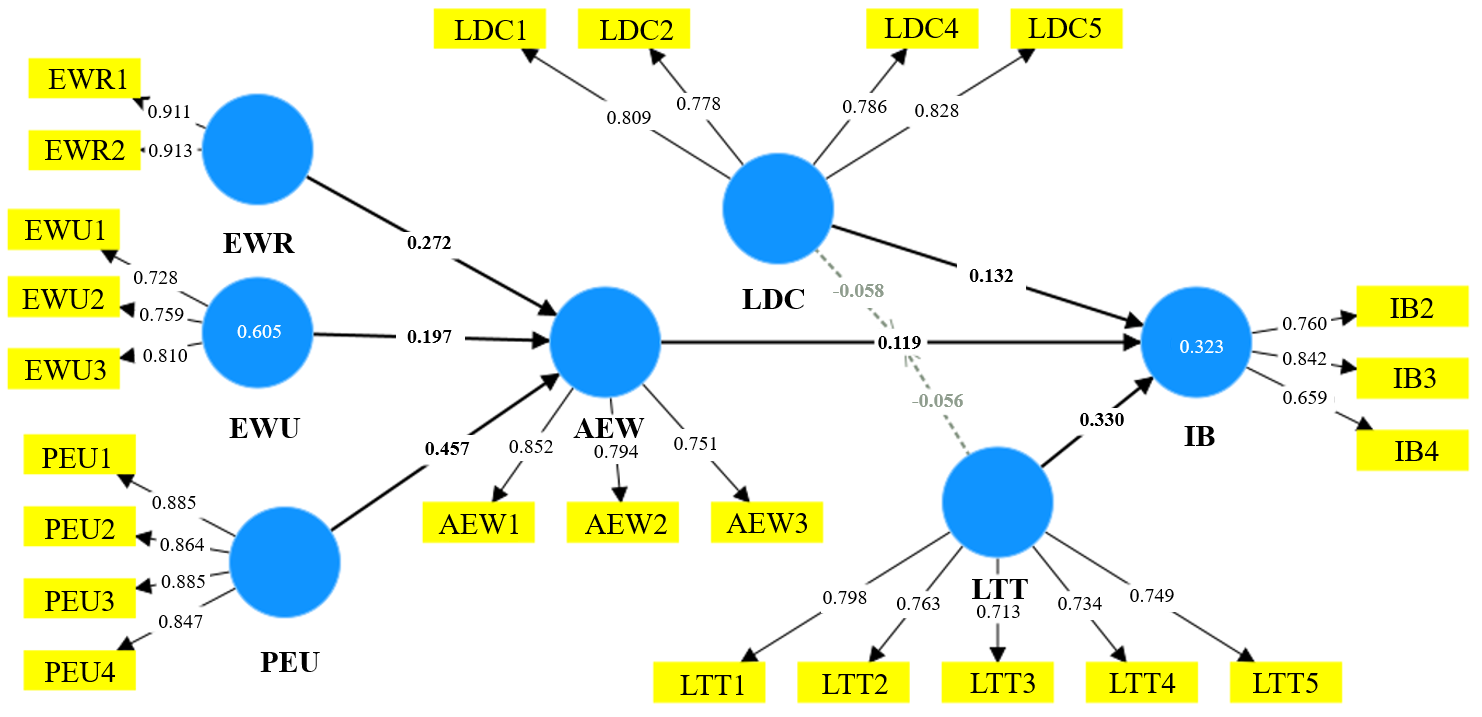 LDC1
LDC2
LDC4
LDC5
EWR1
0.911
EWR2
0.913
EWR
0.809
0.778
0.786
0.828
LDC
EWU1
0.728
EWU2
0.759
EWU3
0.810
0.605
EWU
0.272
0.197
0.457
-0.058
0.132
0.119
-0.056
0.330
0.323
IB
0.760
IB2
0.842
IB3
0.659
IB4
AEW
0.852
0.794
0.751
AEW1
AEW2
AEW3
PEU1
0.885
PEU2
0.864
PEU3
0.885
PEU4
0.847
PEU
LTT
0.798
0.763
0.713
0.734
0.749
LTT1
LTT2
LTT3
LTT4
LTT5